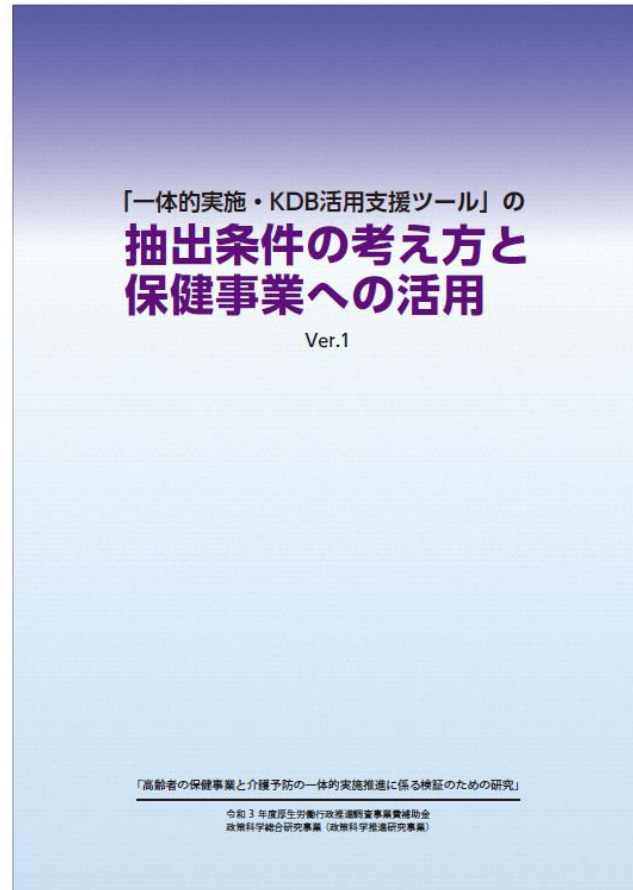 「一体的実施・KDB活用支援ツール」の
抽出条件の考え方と
保健事業への活用
Ver.1
「高齢者の保健事業と介護予防の一体的実施推進に係る検証のための研究」
令和3年度厚生労働行政推進調査事業費補助金
政策科学総合研究事業（政策科学推進研究事業）